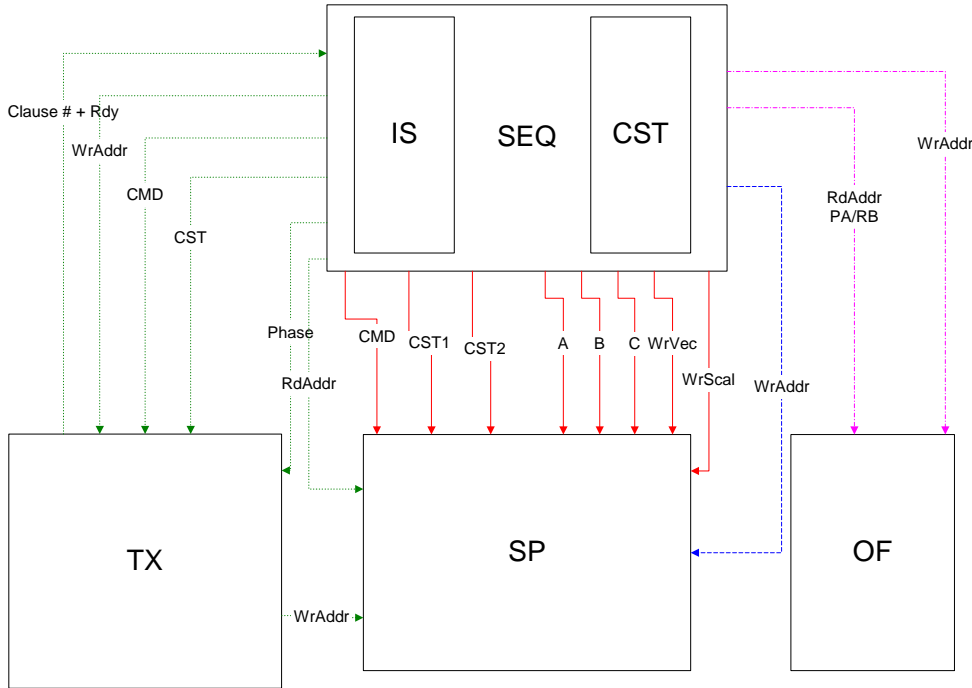 IS
SEQ
CST
Clause # + Rdy
WrAddr
WrAddr
CMD
RdAddr
PA/RB
CST
Phase
CMD
CST1
CST2
A
B
C
WrVec
RdAddr
WrScal
WrAddr
TX
SP
OF
WrAddr